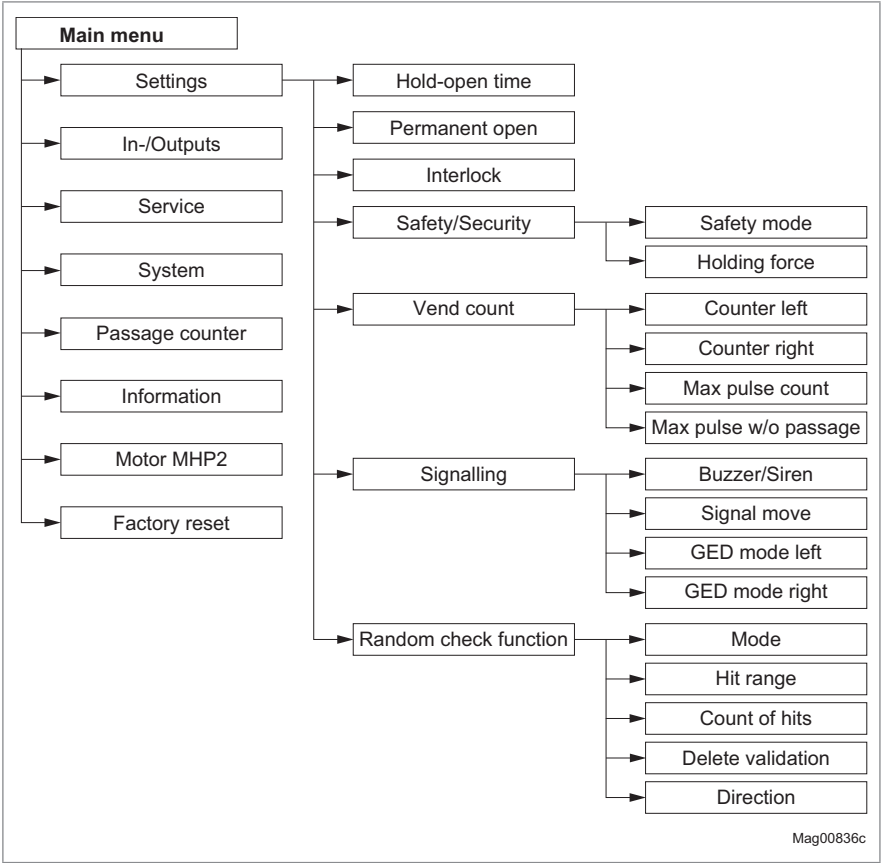 Main menu
Settings
In-/Outputs
Service
System
Passage counter
Information
Motor MHP2
Factory reset
Hold-open time
Permanent open
Interlock
Safety/Security
Vend count
Signalling
Random check function
Safety mode
Holding force
Counter left
Counter right
Max pulse count
Max pulse w/o passage
Buzzer/Siren
Signal move
GED mode left
GED mode right
Mode
Hit range
Count of hits
Delete validation
Direction
Mag00836c